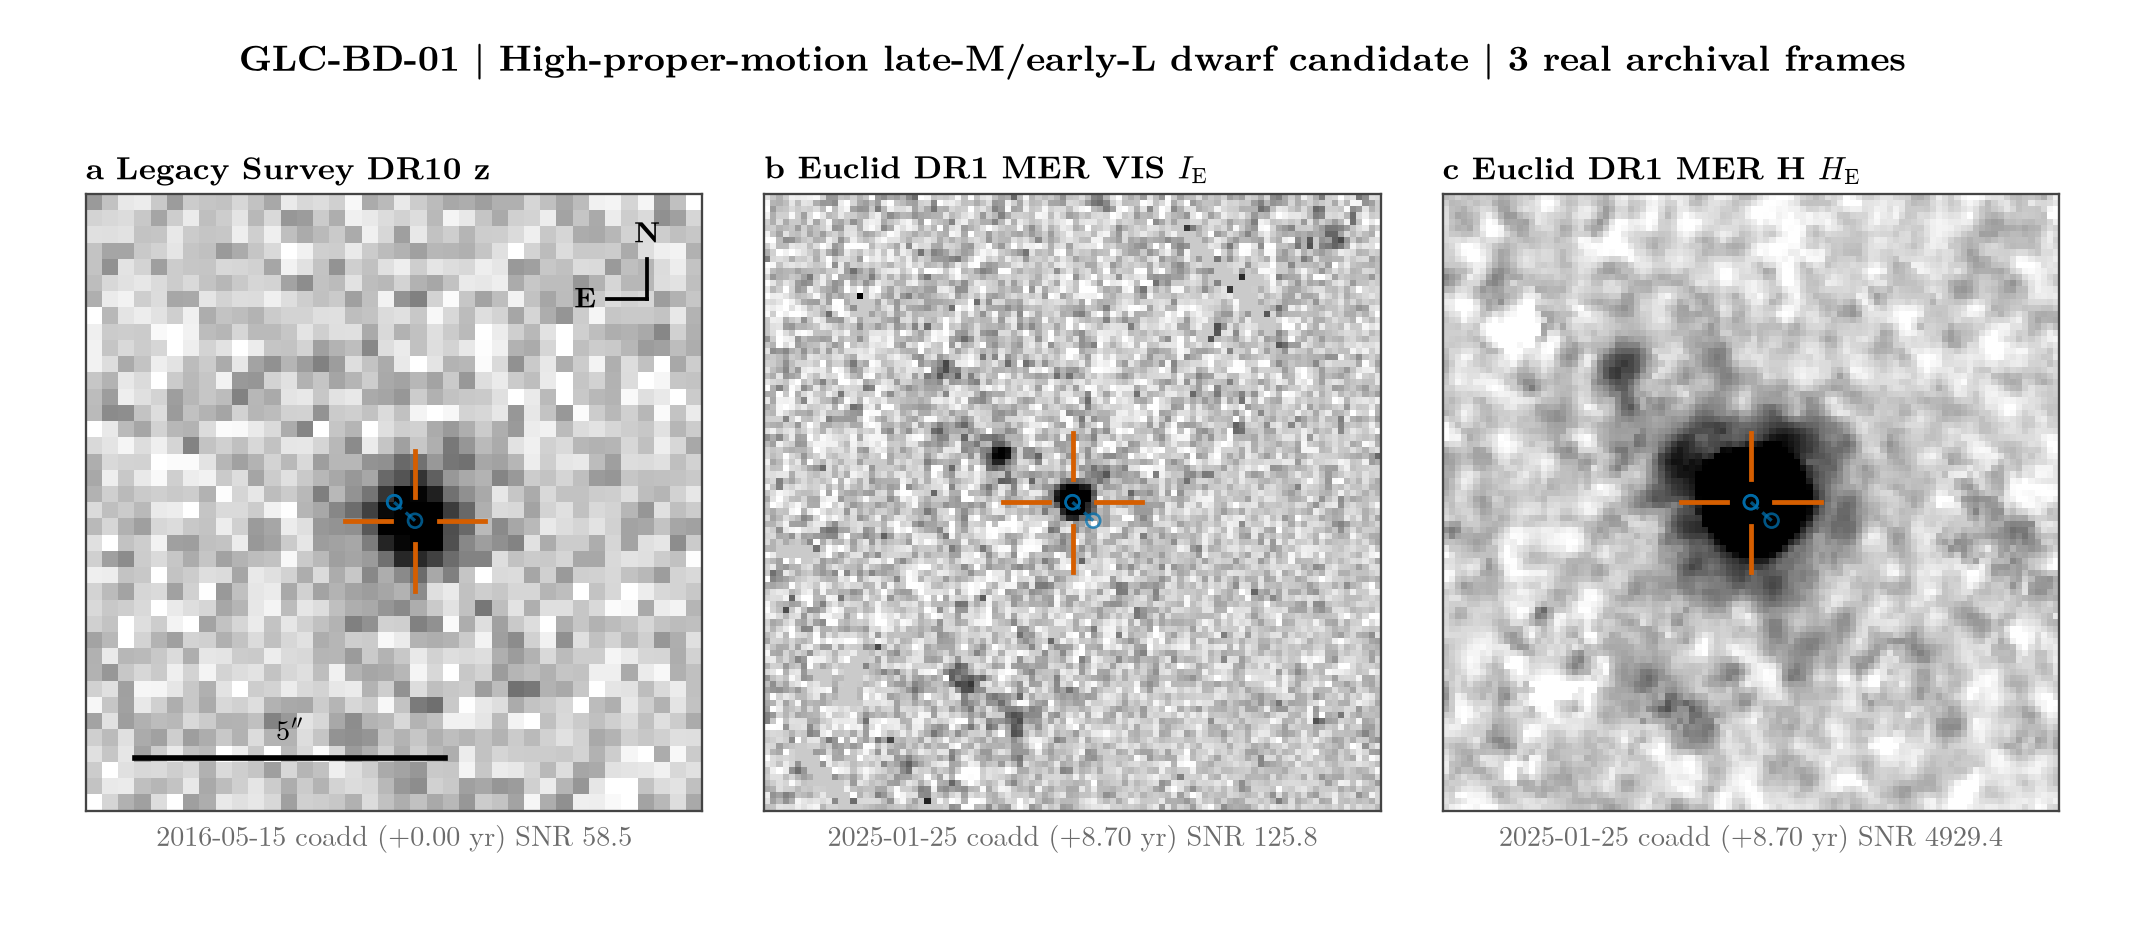 GLC-BD-01 | High-proper-motion late-M/early-L dwarf candidate | 3 real archival frames
a Legacy Survey DR10 z
N
E
5″
2016-05-15 coadd (+0.00 yr) SNR 58.5
b Euclid DR1 MER VIS I_E
2025-01-25 coadd (+8.70 yr) SNR 125.8
c Euclid DR1 MER H H_E
2025-01-25 coadd (+8.70 yr) SNR 4929.4